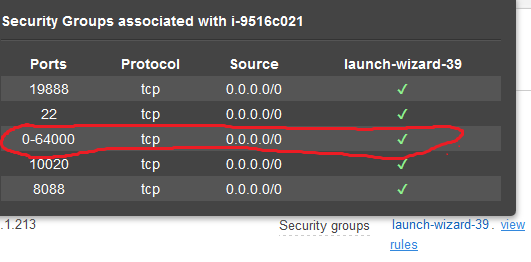 Security Groups associated with i-9516c021
Ports Protocol Source launch-wizard-39
19888 tcp 0.0.0.0/0 ✓
22 tcp 0.0.0.0/0 ✓
0-64000 tcp 0.0.0.0/0 ✓
10020 tcp 0.0.0.0/0 ✓
8088 tcp 0.0.0.0/0 ✓
.1.213 Security groups launch-wizard-39. view
rules